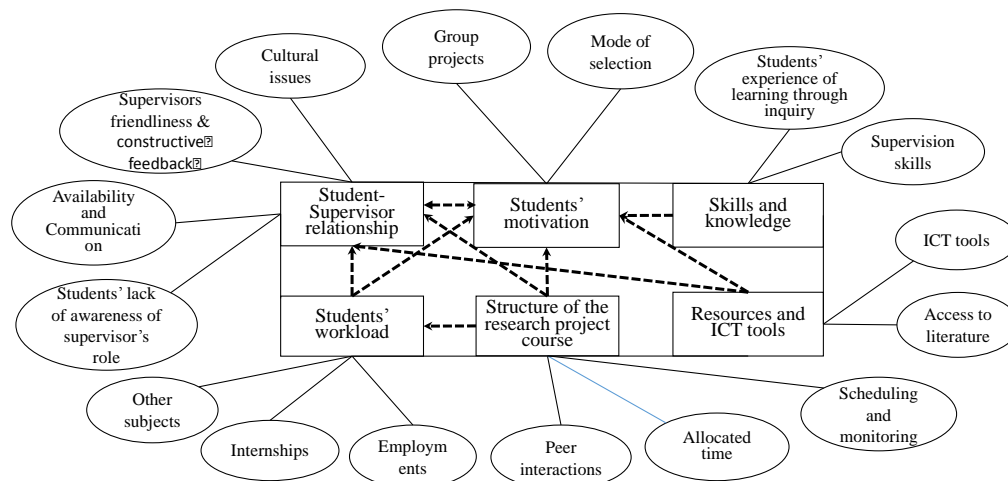 Cultural
issues
Group
projects
Mode of
selection
Students'
experience of
learning through
inquiry
Supervisors
friendliness &
constructive
feedback
Supervision
skills
Availability
and
Communicati
on
Student-
Supervisor
relationship
Students'
motivation
Skills and
knowledge
ICT tools
Students' lack
of awareness of
supervisor's
role
Students'
workload
Structure of the
research project
course
Resources and
ICT tools
Access to
literature
Other
subjects
Internships
Employm
ents
Peer
interactions
Allocated
time
Scheduling
and
monitoring